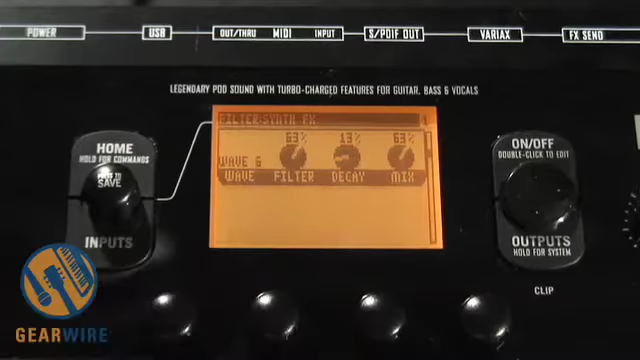 POWER USB OUT/THRU MIDI INPUT S/PDIF OUT VARIAX FX SEND
LEGENDARY POD SOUND WITH TURBO-CHARGED FEATURES FOR GUITAR, BASS & VOCALS
HOME
HOLD FOR COMMANDS
PRESS TO
SAVE
INPUTS
FILTER:SYNTH FX
63% 13% 63%
WAVE 6
WAVE FILTER DECAY MIX
ON/OFF
DOUBLE-CLICK TO EDIT
OUTPUTS
HOLD FOR SYSTEM
CLIP
GEARWIRE